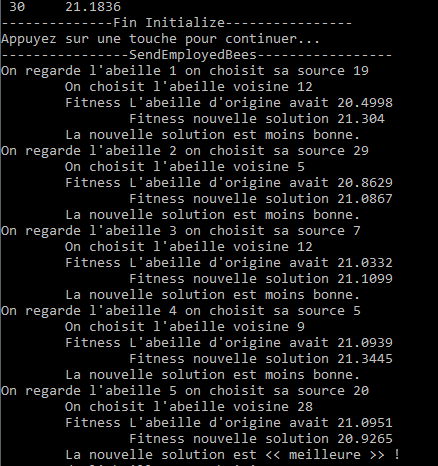 30 21.1836
---------------Fin Initialize-----------------
Appuyez sur une touche pour continuer...
----------------SendEmployedBees-----------------
On regarde l'abeille 1 on choisit sa source 19
On choisit l'abeille voisine 12
Fitness L'abeille d'origine avait 20.4998
Fitness nouvelle solution 21.304
La nouvelle solution est moins bonne.
On regarde l'abeille 2 on choisit sa source 29
On choisit l'abeille voisine 5
Fitness L'abeille d'origine avait 20.8629
Fitness nouvelle solution 21.0867
La nouvelle solution est moins bonne.
On regarde l'abeille 3 on choisit sa source 7
On choisit l'abeille voisine 12
Fitness L'abeille d'origine avait 21.0332
Fitness nouvelle solution 21.1099
La nouvelle solution est moins bonne.
On regarde l'abeille 4 on choisit sa source 5
On choisit l'abeille voisine 9
Fitness L'abeille d'origine avait 21.0939
Fitness nouvelle solution 21.3445
La nouvelle solution est moins bonne.
On regarde l'abeille 5 on choisit sa source 20
On choisit l'abeille voisine 28
Fitness L'abeille d'origine avait 21.0951
Fitness nouvelle solution 20.9265
La nouvelle solution est << meilleure >> !